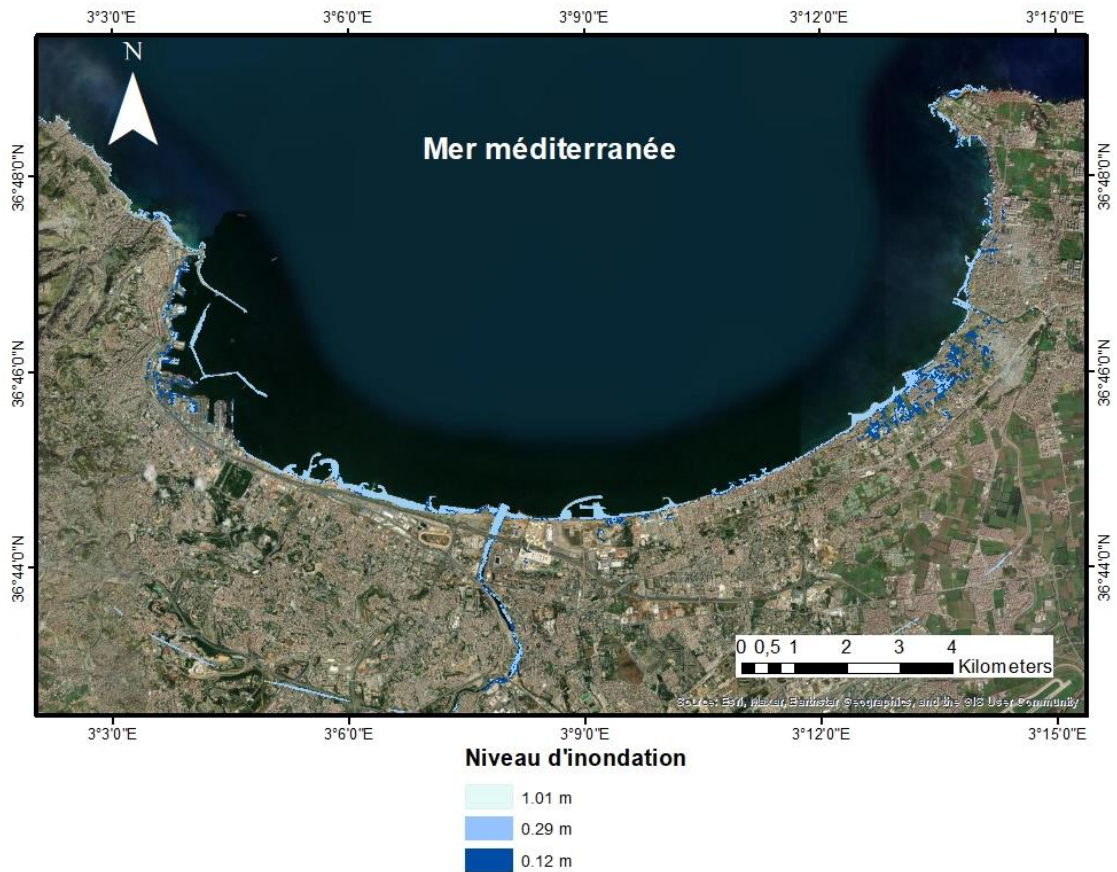 3°3'0"E 3°6'0"E 3°9'0"E 3°12'0"E 3°15'0"E
N
Mer méditerranée
36°48'0"N 36°48'0"N
36°46'0"N 36°46'0"N
36°44'0"N 36°44'0"N
0 0,5 1 2 3 4
Kilometers
Source: Esri, Maxar, Earthstar Geographics, and the GIS User Community
3°3'0"E 3°6'0"E 3°9'0"E 3°12'0"E 3°15'0"E
Niveau d'inondation
1.01 m
0.29 m
0.12 m